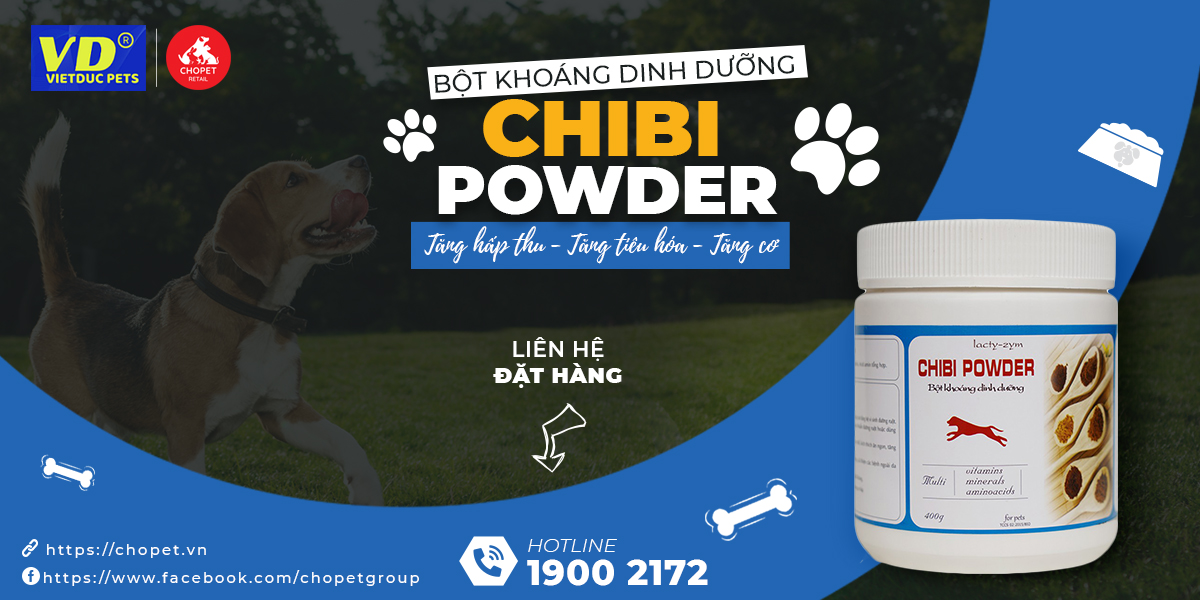 VD®
VIETDUC PETS
CHOPET
RETAIL
BỘT KHOÁNG DINH DƯỠNG
CHIBI
POWDER
Tăng hấp thu - Tăng tiêu hóa - Tăng cơ
LIÊN HỆ
ĐẶT HÀNG
lacty-zym
CHIBI POWDER
Bột khoáng dinh dưỡng
Multi
vitamins
minerals
aminoacids
400g
for pets
https://chopet.vn
https://www.facebook.com/chopetgroup
HOTLINE
1900 2172